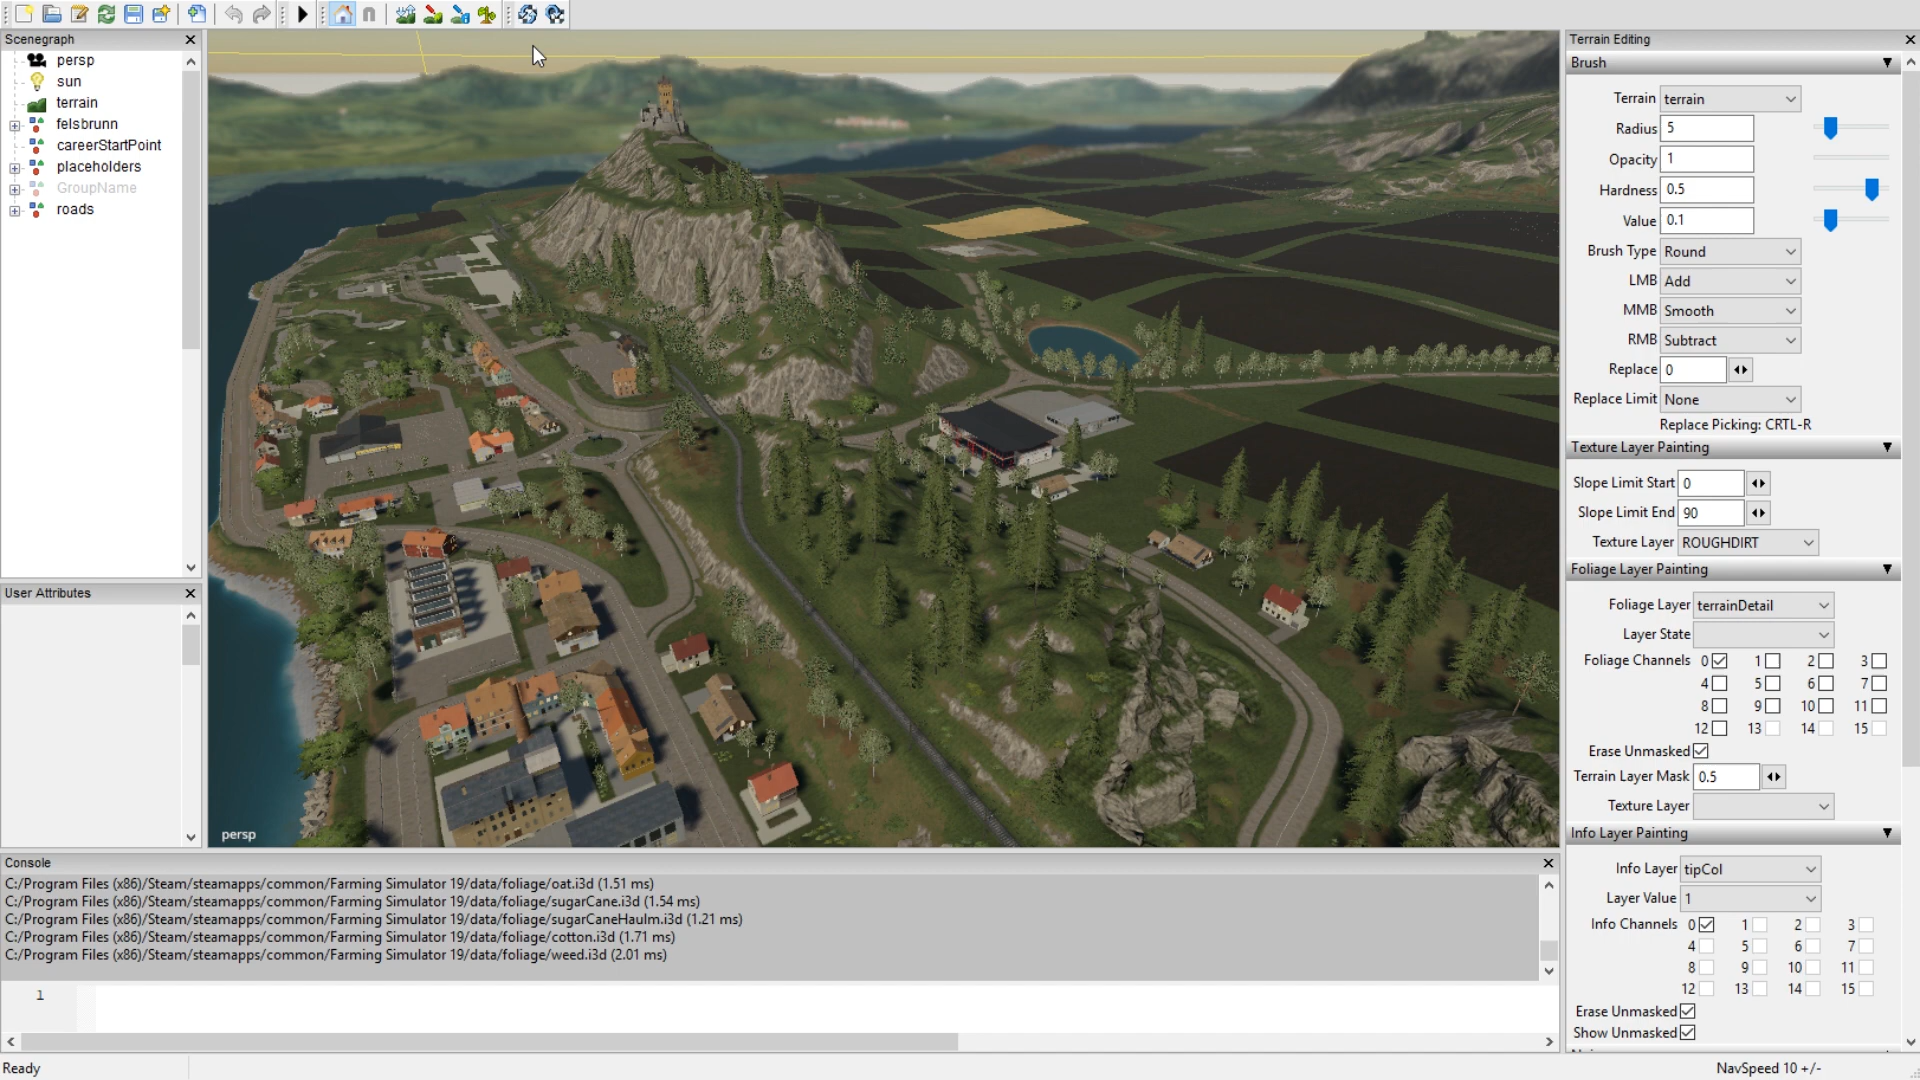 Scenegraph
persp
sun
terrain
felsbrunn
careerStartPoint
placeholders
GroupName
roads
User Attributes
persp
Console
C:/Program Files (x86)/Steam/steamapps/common/Farming Simulator 19/data/foliage/oat.i3d (1.51 ms)
C:/Program Files (x86)/Steam/steamapps/common/Farming Simulator 19/data/foliage/sugarCane.i3d (1.54 ms)
C:/Program Files (x86)/Steam/steamapps/common/Farming Simulator 19/data/foliage/sugarCaneHaulm.i3d (1.21 ms)
C:/Program Files (x86)/Steam/steamapps/common/Farming Simulator 19/data/foliage/cotton.i3d (1.71 ms)
C:/Program Files (x86)/Steam/steamapps/common/Farming Simulator 19/data/foliage/weed.i3d (2.01 ms)
1
Terrain Editing
Brush
Terrain terrain
Radius 5
Opacity 1
Hardness 0.5
Value 0.1
Brush Type Round
LMB Add
MMB Smooth
RMB Subtract
Replace 0
Replace Limit None
Replace Picking: CRTL-R
Texture Layer Painting
Slope Limit Start 0
Slope Limit End 90
Texture Layer ROUGHDIRT
Foliage Layer Painting
Foliage Layer terrainDetail
Layer State
Foliage Channels 0 1 2 3
4 5 6 7
8 9 10 11
12 13 14 15
Erase Unmasked
Terrain Layer Mask 0.5
Texture Layer
Info Layer Painting
Info Layer tipCol
Layer Value 1
Info Channels 0 1 2 3
4 5 6 7
8 9 10 11
12 13 14 15
Erase Unmasked
Show Unmasked
Ready
NavSpeed 10 +/-